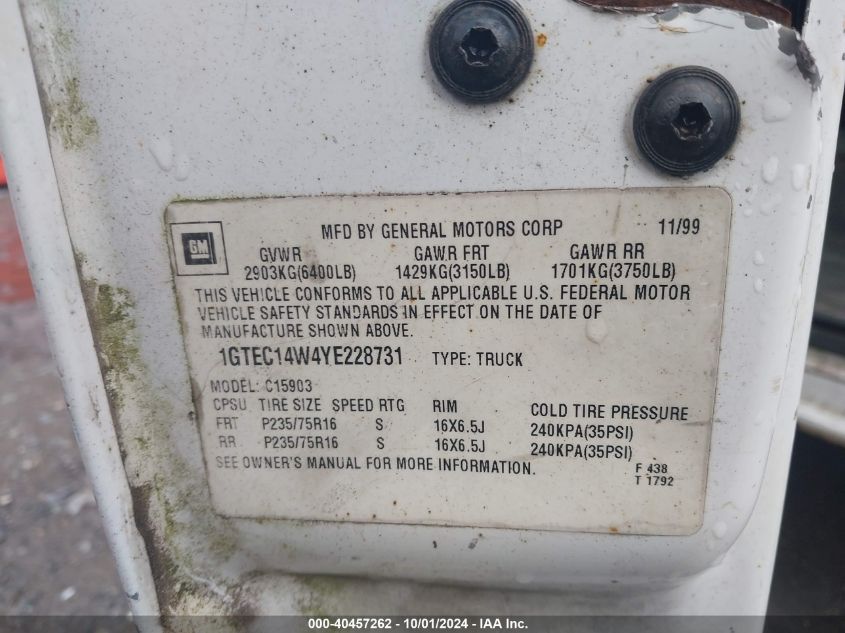 GM
MFD BY GENERAL MOTORS CORP 11/99
GVWR GAWR FRT GAWR RR
2903KG(6400LB) 1429KG(3150LB) 1701KG(3750LB)
THIS VEHICLE CONFORMS TO ALL APPLICABLE U.S. FEDERAL MOTOR
VEHICLE SAFETY STANDARDS IN EFFECT ON THE DATE OF
MANUFACTURE SHOWN ABOVE.
1GTEC14W4YE228731 TYPE: TRUCK
MODEL: C15903
CPSU TIRE SIZE SPEED RTG RIM COLD TIRE PRESSURE
FRT P235/75R16 S 16X6.5J 240KPA(35PSI)
RR P235/75R16 S 16X6.5J 240KPA(35PSI)
SEE OWNER'S MANUAL FOR MORE INFORMATION.
F 438
T 1792
000-40457262 - 10/01/2024 - IAA Inc.